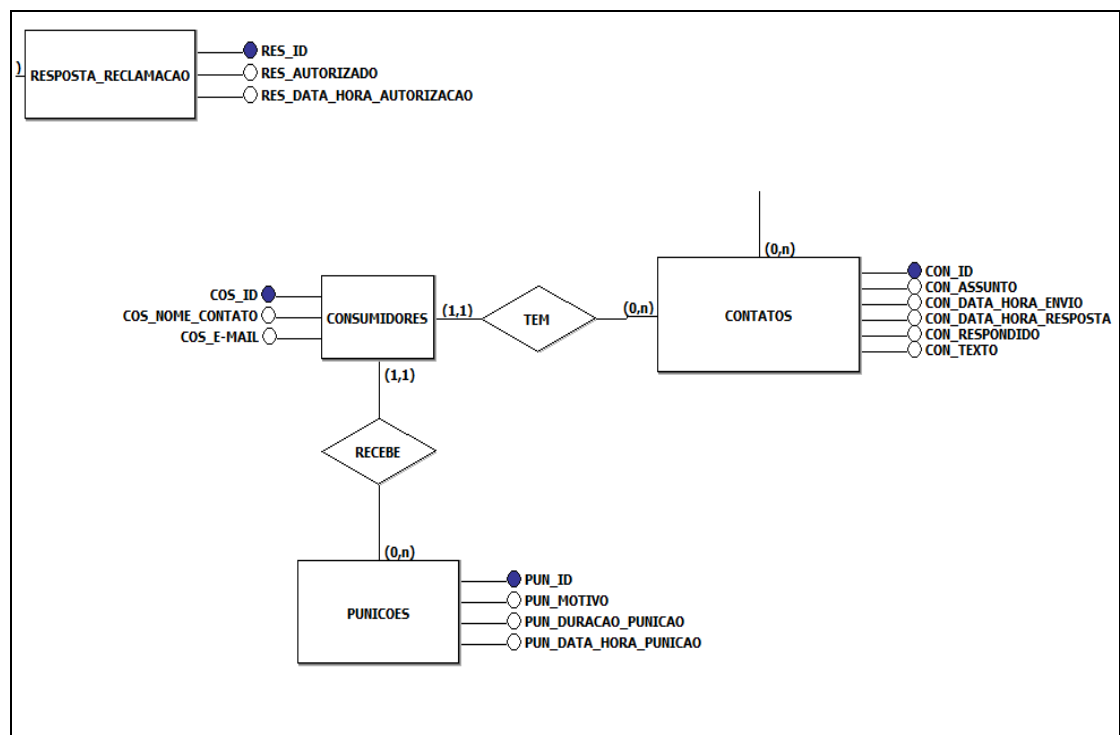 RES_ID
)
RESPOSTA_RECLAMACAO
RES_AUTORIZADO
RES_DATA_HORA_AUTORIZACAO
(0,n)
CON_ID
CON_ASSUNTO
CON_DATA_HORA_ENVIO
CON_DATA_HORA_RESPOSTA
CON_RESPONDIDO
CON_TEXTO
CONTATOS
COS_ID
COS_NOME_CONTATO
COS_E-MAIL
CONSUMIDORES
(1,1)
TEM
(0,n)
(1,1)
RECEBE
(0,n)
PUNICOES
PUN_ID
PUN_MOTIVO
PUN_DURACAO_PUNICAO
PUN_DATA_HORA_PUNICAO